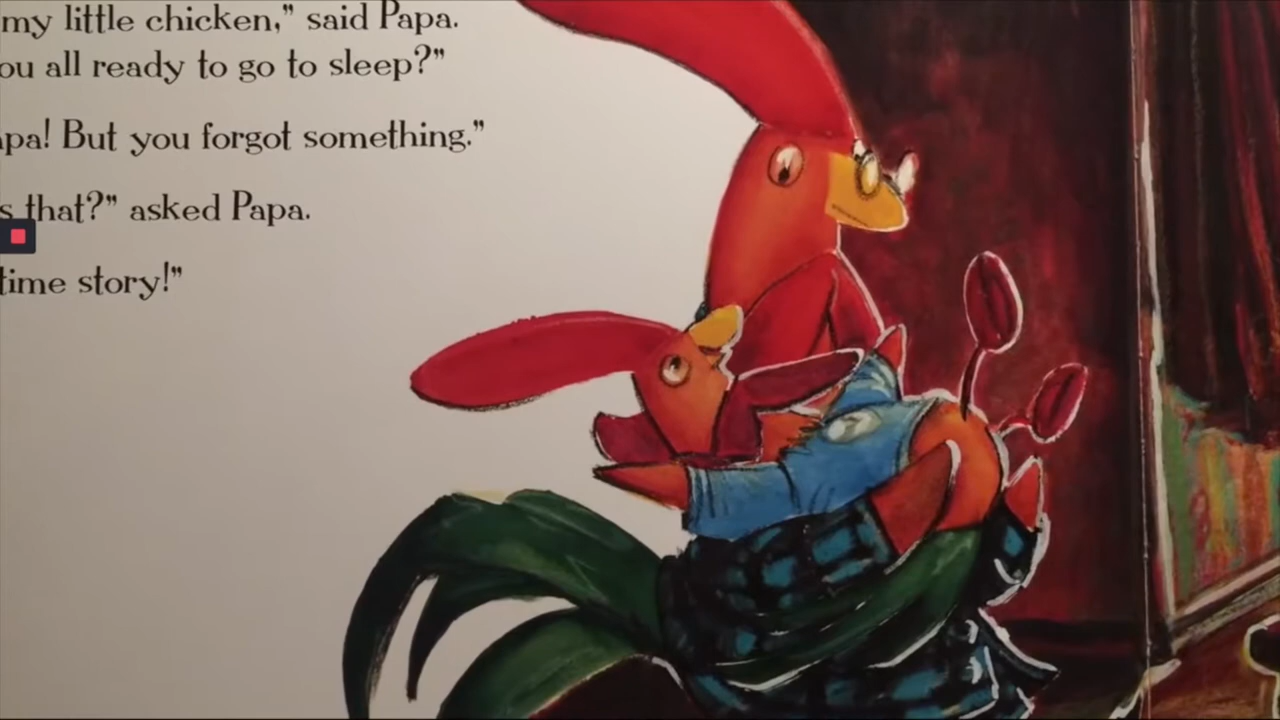 my little chicken," said Papa.
ou all ready to go to sleep?"
apa! But you forgot something."
s that?" asked Papa.
time story!"